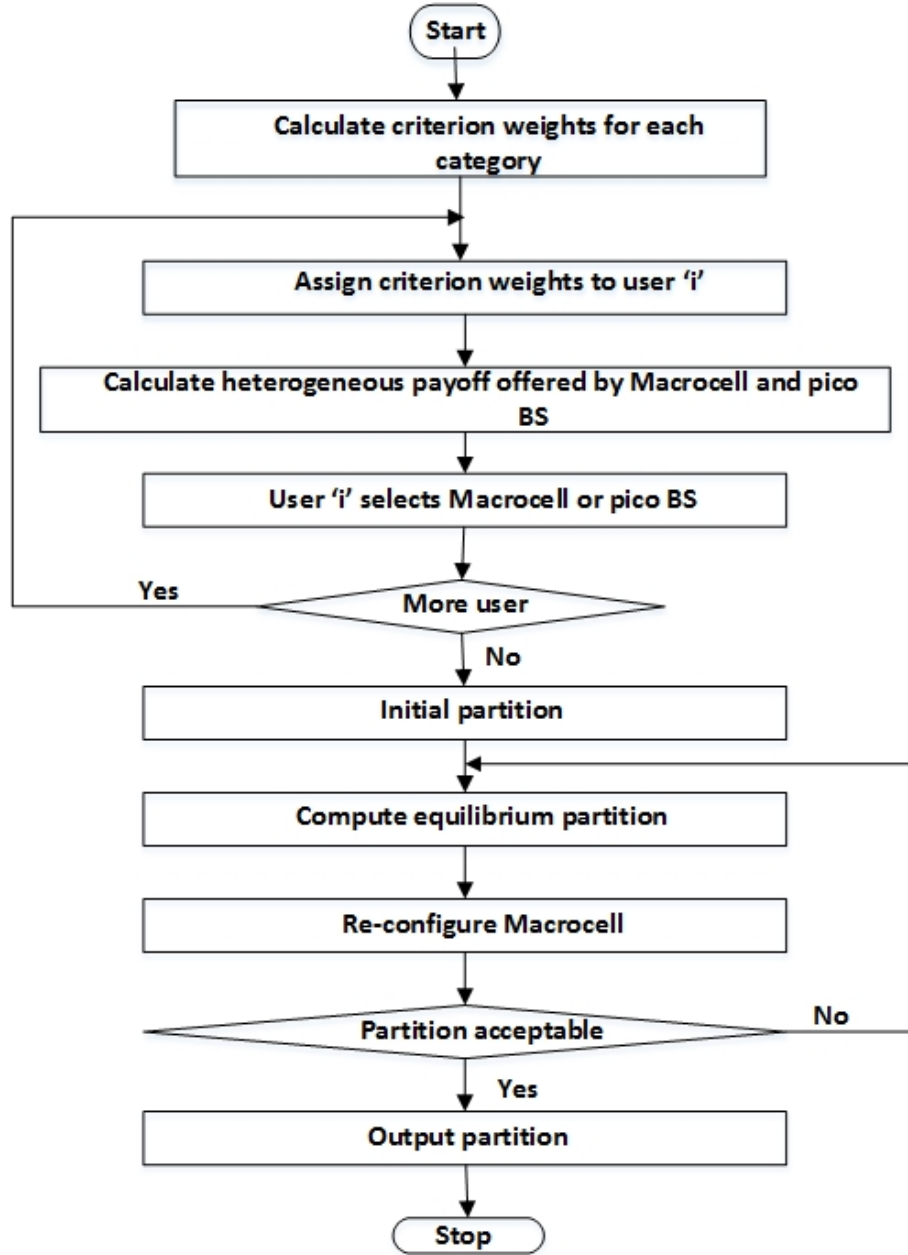 Start
Calculate criterion weights for each
category
Assign criterion weights to user ‘i’
Calculate heterogeneous payoff offered by Macrocell and pico
BS
User ‘i’ selects Macrocell or pico BS
Yes
More user
No
Initial partition
Compute equilibrium partition
Re-configure Macrocell
Partition acceptable
No
Yes
Output partition
Stop